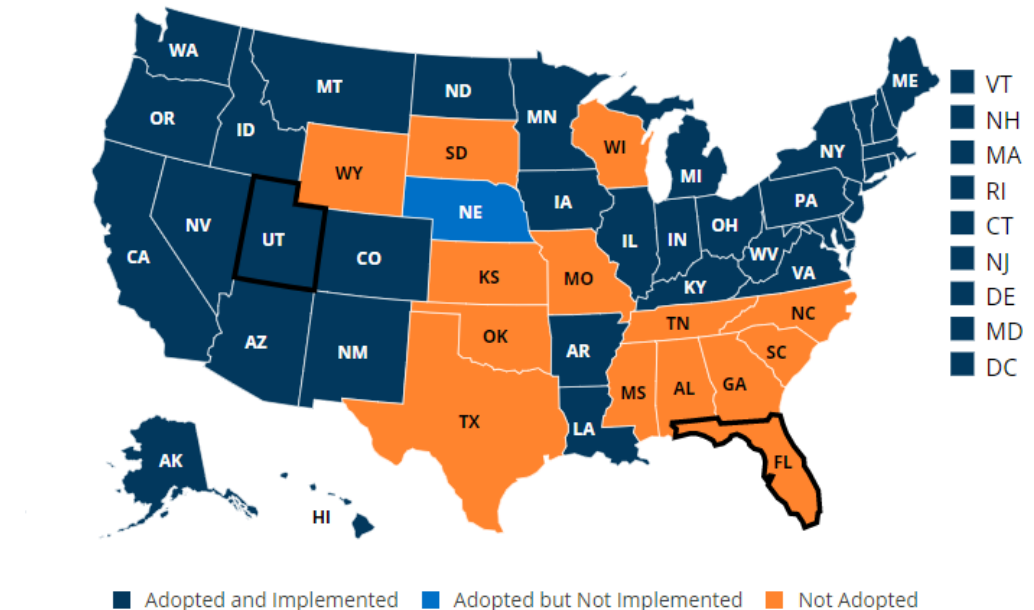 WA
ME
VT
MT
ND
OR
MN
NH
ID
NY
WI
SD
MA
WY
MI
RI
PA
IA
NE
CT
NV
OH
UT
IL
IN
WV
CA
CO
NJ
VA
KS
MO
KY
DE
NC
TN
MD
OK
AZ
NM
AR
SC
DC
GA
MS
AL
TX
LA
AK
FL
HI
Adopted and Implemented
Adopted but Not Implemented
Not Adopted